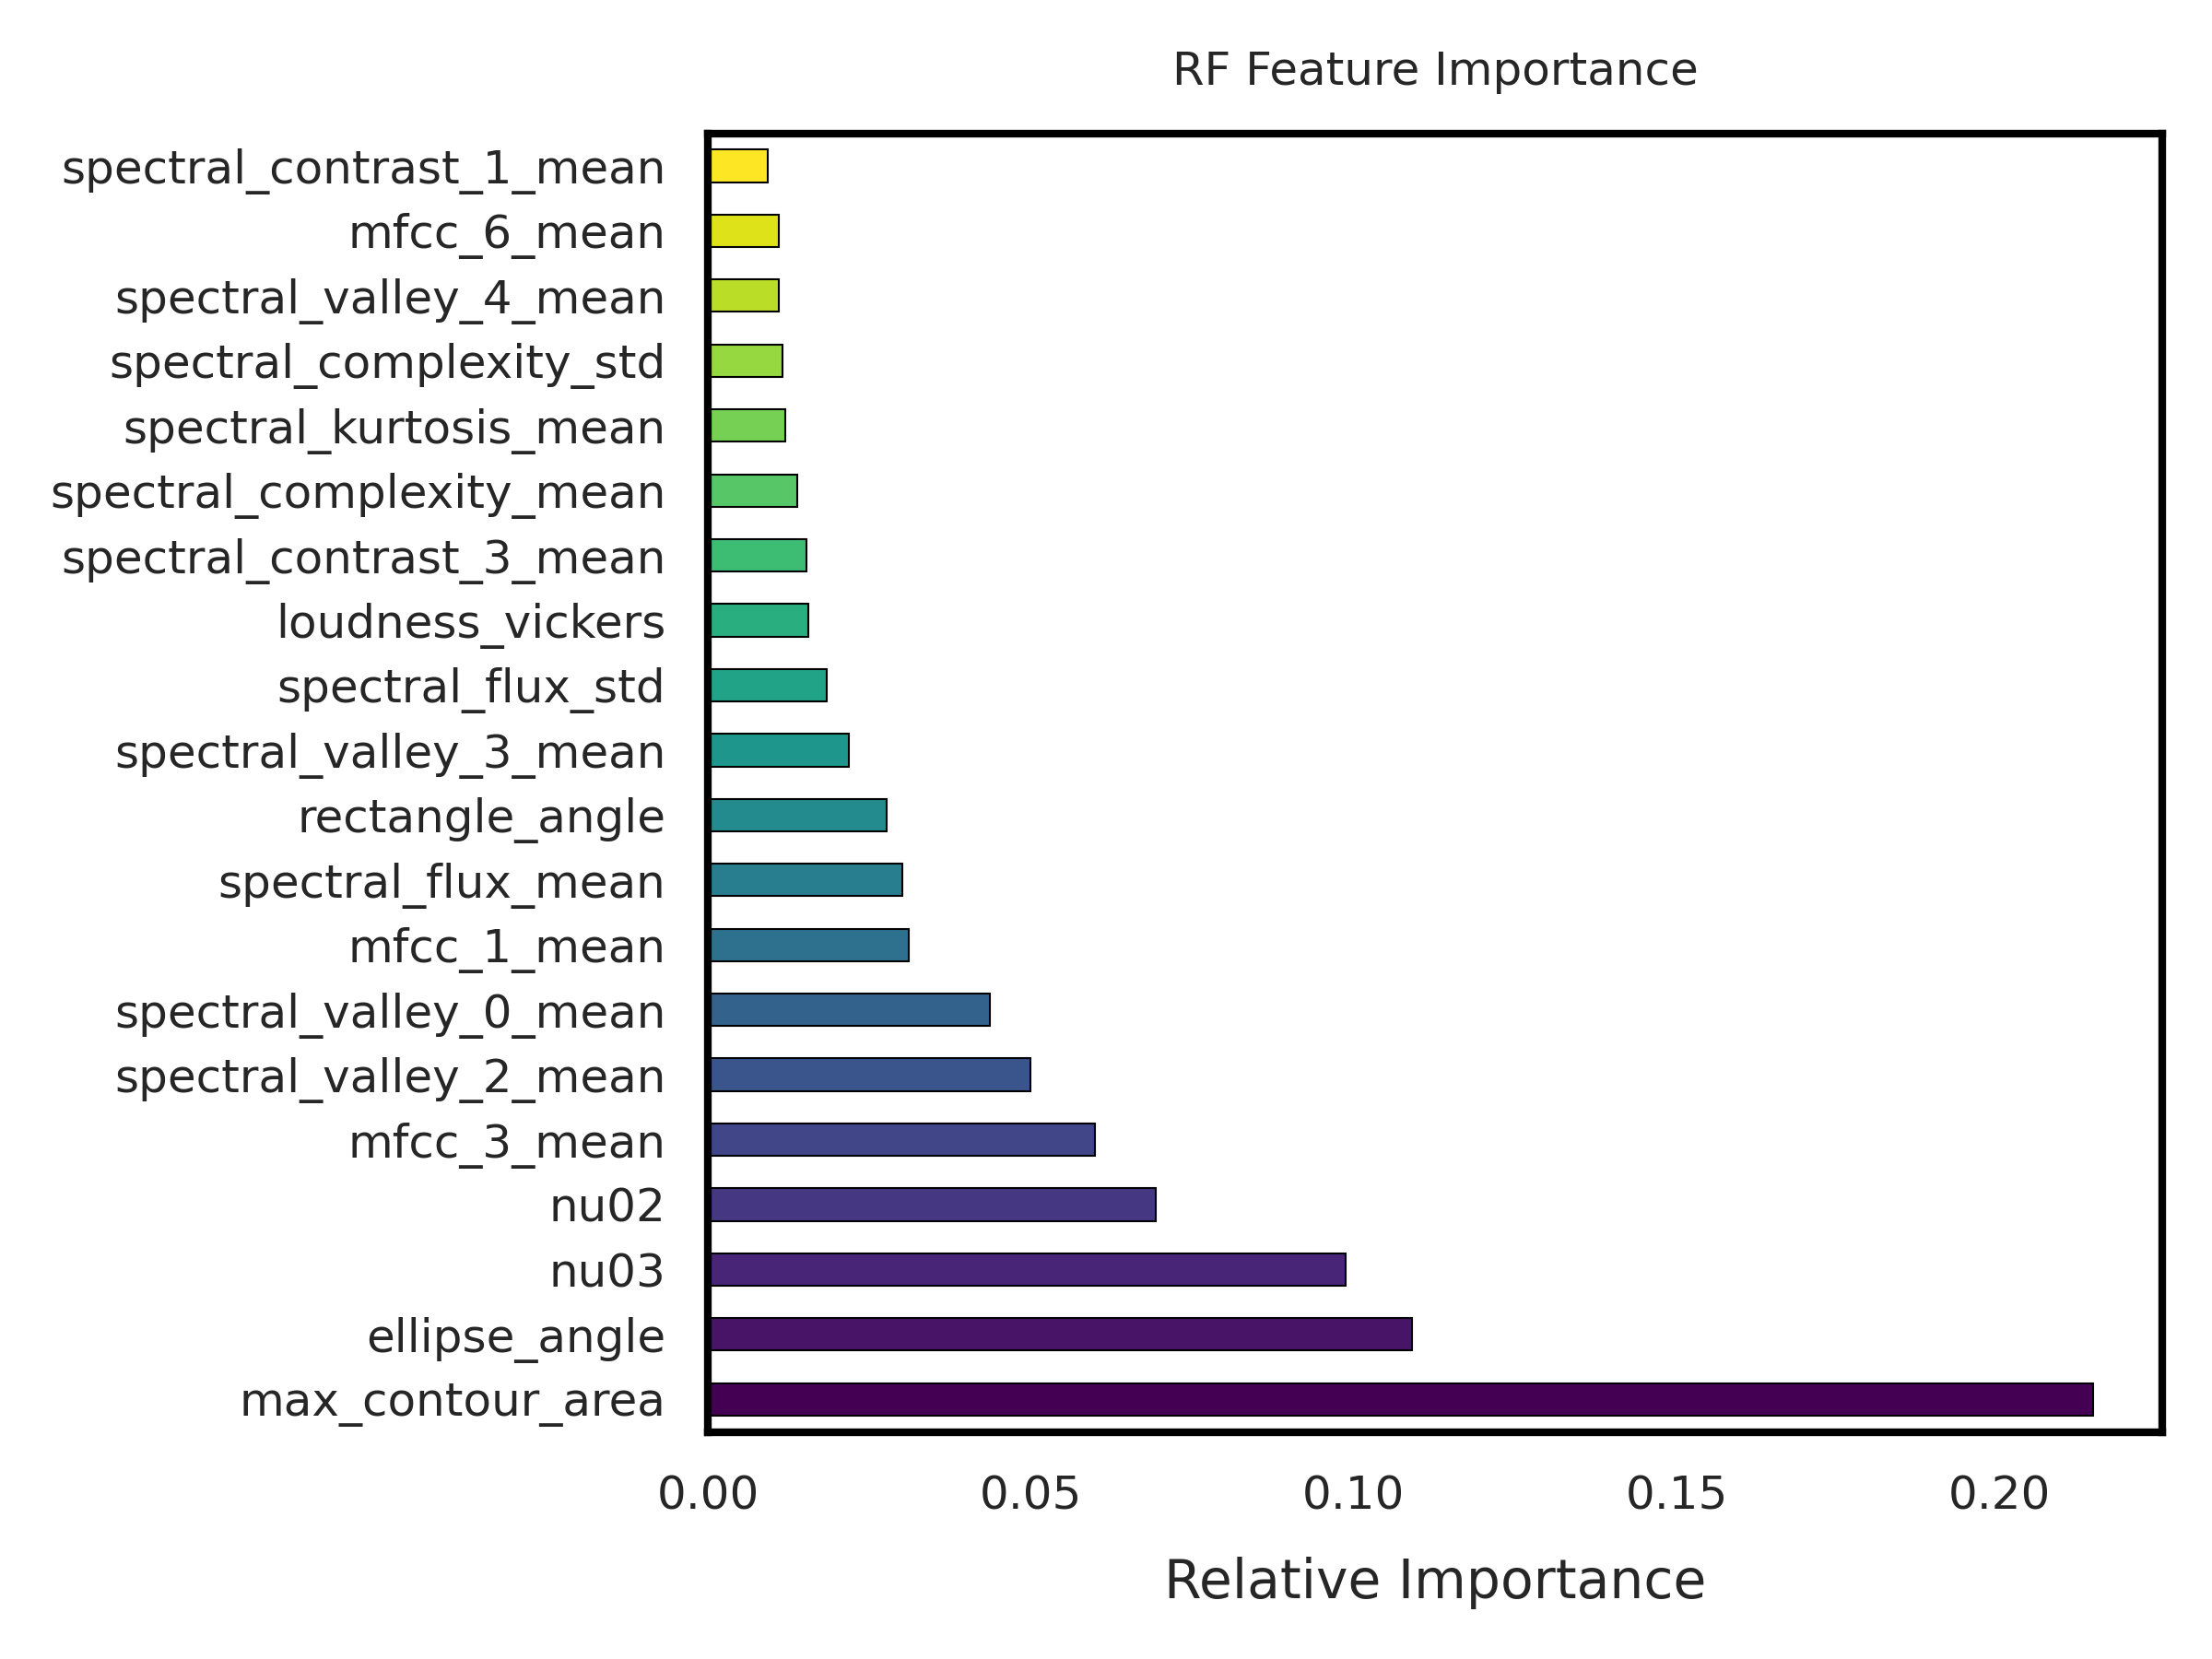 RF Feature Importance
spectral_contrast_1_mean
mfcc_6_mean
spectral_valley_4_mean
spectral_complexity_std
spectral_kurtosis_mean
spectral_complexity_mean
spectral_contrast_3_mean
loudness_vickers
spectral_flux_std
spectral_valley_3_mean
rectangle_angle
spectral_flux_mean
mfcc_1_mean
spectral_valley_0_mean
spectral_valley_2_mean
mfcc_3_mean
nu02
nu03
ellipse_angle
max_contour_area
0.00 0.05 0.10 0.15 0.20
Relative Importance